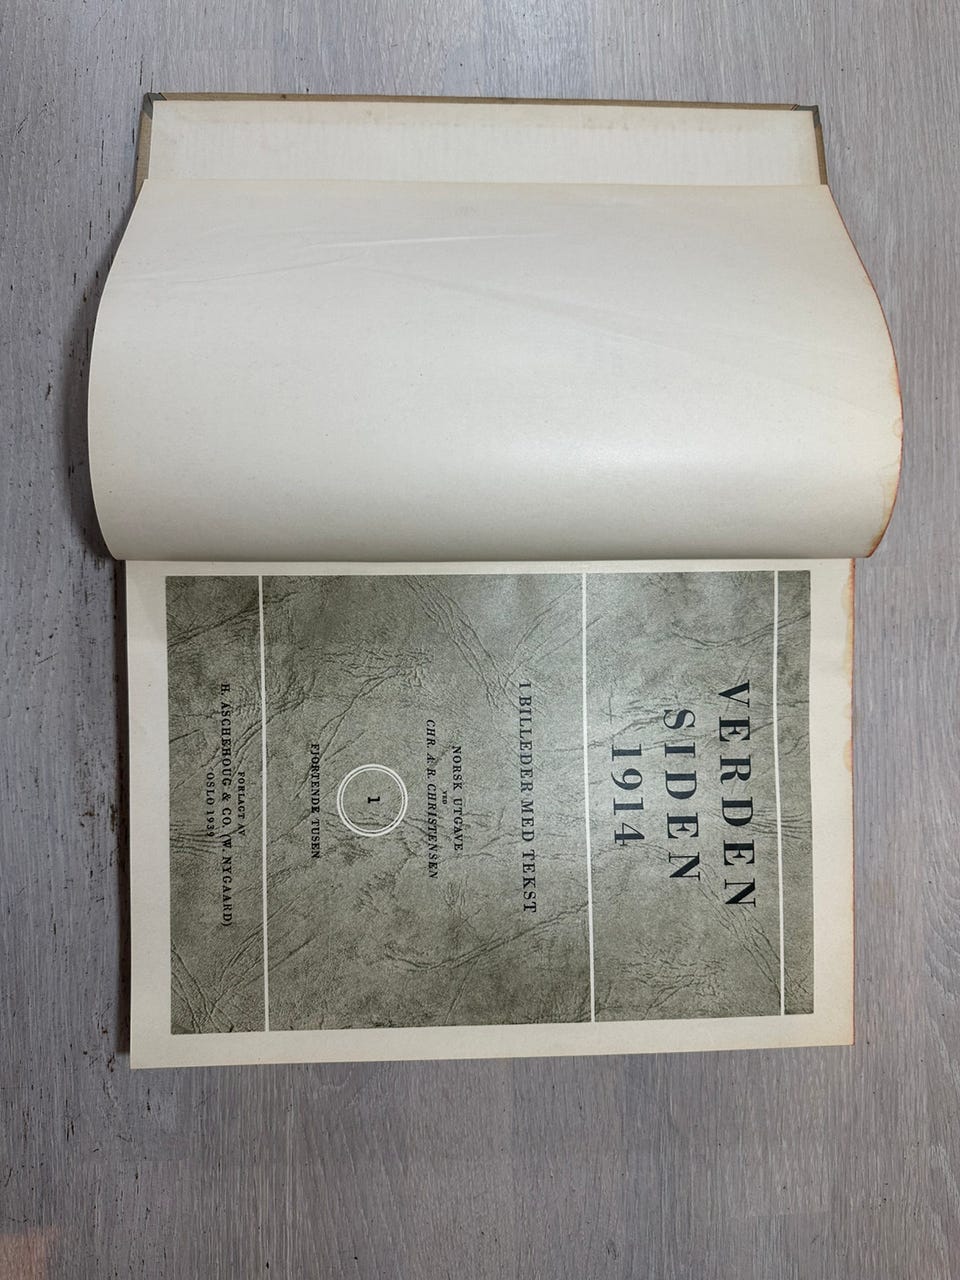 VERDEN
SIDEN
1914
I BILLEDER MED TEKST
NORSK UTGAVE
VED
CHR. A. R. CHRISTENSEN
1
FJORTENDE TUSEN
FORLAGT AV
H. ASCHEHOUG & CO. (W. NYGAARD)
OSLO 1939